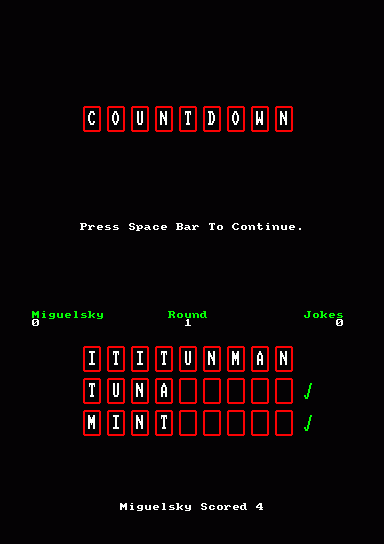 COUNTDOWN
Press Space Bar To Continue.
Miguelsky Round Jokes
0 1 0
ITITUNMAN
TUNA
MINT
Miguelsky Scored 4